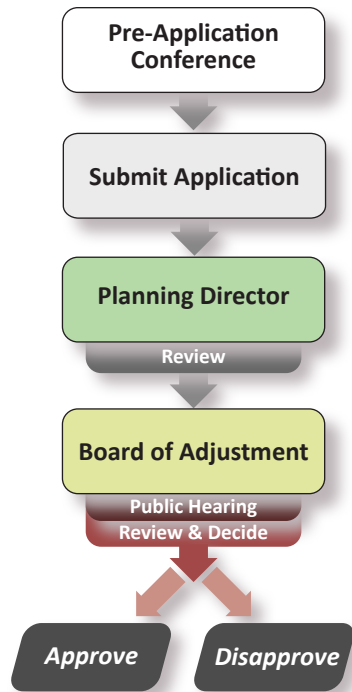 Pre-Application
Conference
Submit Application
Planning Director
Review
Board of Adjustment
Public Hearing
Review & Decide
Approve
Disapprove